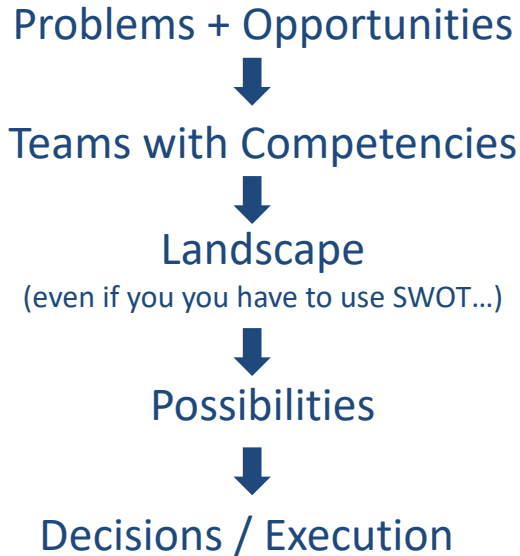 Problems + Opportunities
Teams with Competencies
Landscape
(even if you you have to use SWOT...)
Possibilities
Decisions / Execution